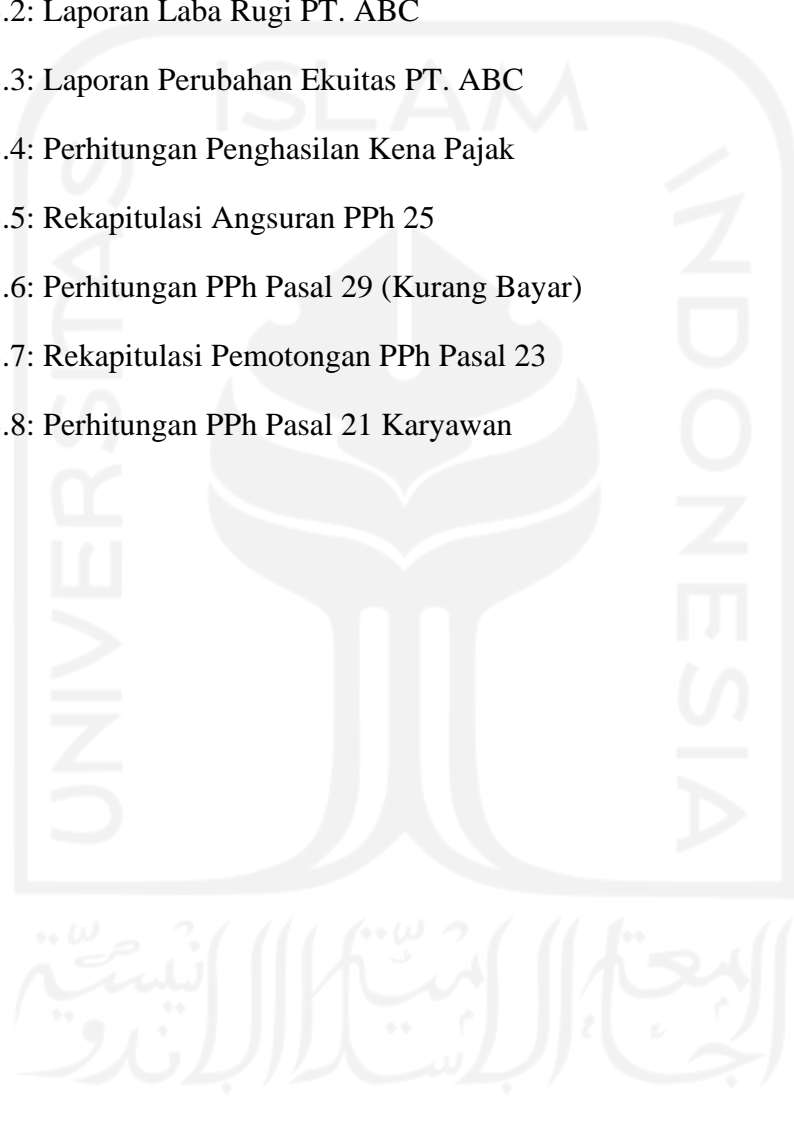 .2: Laporan Laba Rugi PT. ABC
.3: Laporan Perubahan Ekuitas PT. ABC
.4: Perhitungan Penghasilan Kena Pajak
.5: Rekapitulasi Angsuran PPh 25
.6: Perhitungan PPh Pasal 29 (Kurang Bayar)
.7: Rekapitulasi Pemotongan PPh Pasal 23
.8: Perhitungan PPh Pasal 21 Karyawan
ISLAM
UNIVERSITAS
INDONESIA